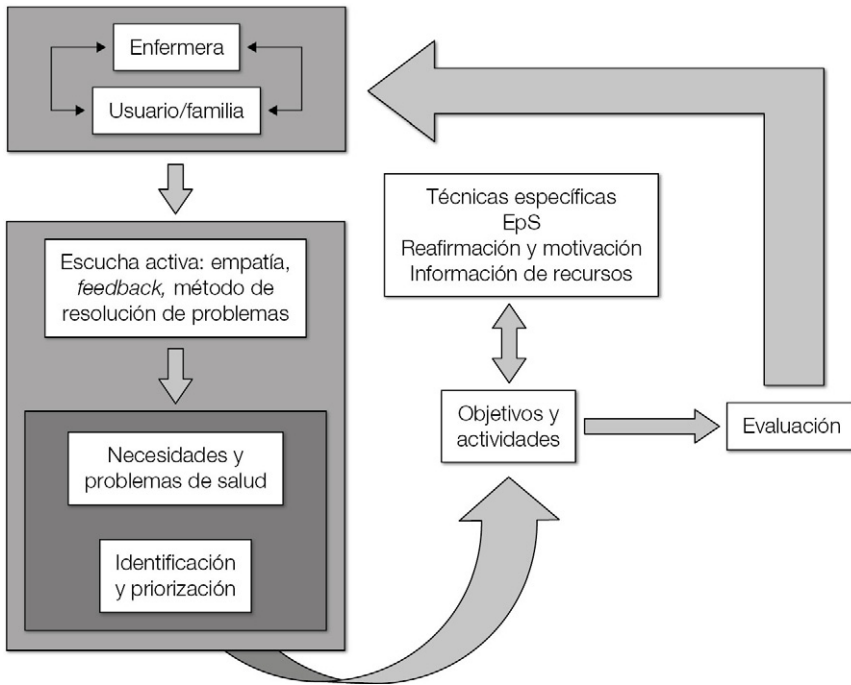 Enfermera
Usuario/familia
Escucha activa: empatía,
feedback, método de
resolución de problemas
Necesidades y
problemas de salud
Identificación
y priorización
Técnicas específicas
EpS
Reafirmación y motivación
Información de recursos
Objetivos y
actividades
Evaluación